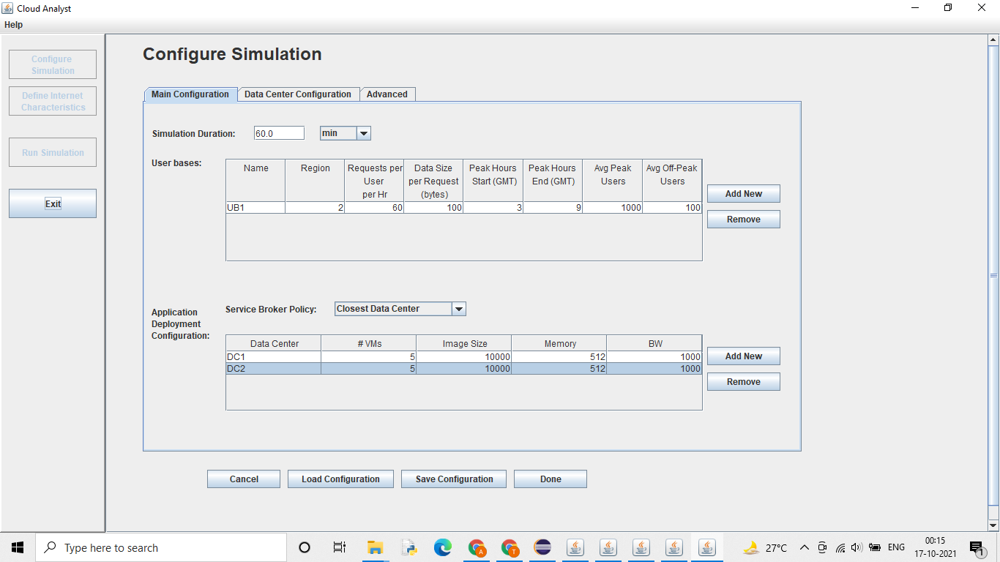 Cloud Analyst
Help
Configure
Simulation
Define Internet
Characteristics
Run Simulation
Exit
Configure Simulation
Main Configuration Data Center Configuration Advanced
Simulation Duration: 60.0 min
User bases:
Name Region Requests per User per Hr Data Size per Request (bytes) Peak Hours Start (GMT) Peak Hours End (GMT) Avg Peak Users Avg Off-Peak Users
UB1 2 60 100 3 9 1000 100
Add New
Remove
Application
Deployment
Configuration:
Service Broker Policy: Closest Data Center
Data Center # VMs Image Size Memory BW
DC1 5 10000 512 1000
DC2 5 10000 512 1000
Add New
Remove
Cancel Load Configuration Save Configuration Done
Type here to search
A
T
27°C
ENG
00:15
17-10-2021
1